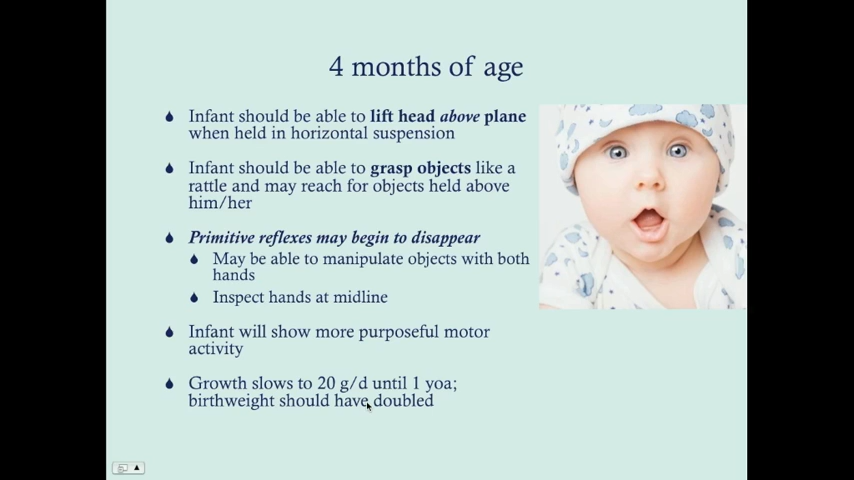 4 months of age
Infant should be able to lift head above plane
when held in horizontal suspension
Infant should be able to grasp objects like a
rattle and may reach for objects held above
him/her
Primitive reflexes may begin to disappear
May be able to manipulate objects with both
hands
Inspect hands at midline
Infant will show more purposeful motor
activity
Growth slows to 20 g/d until 1 yoa;
birthweight should have doubled